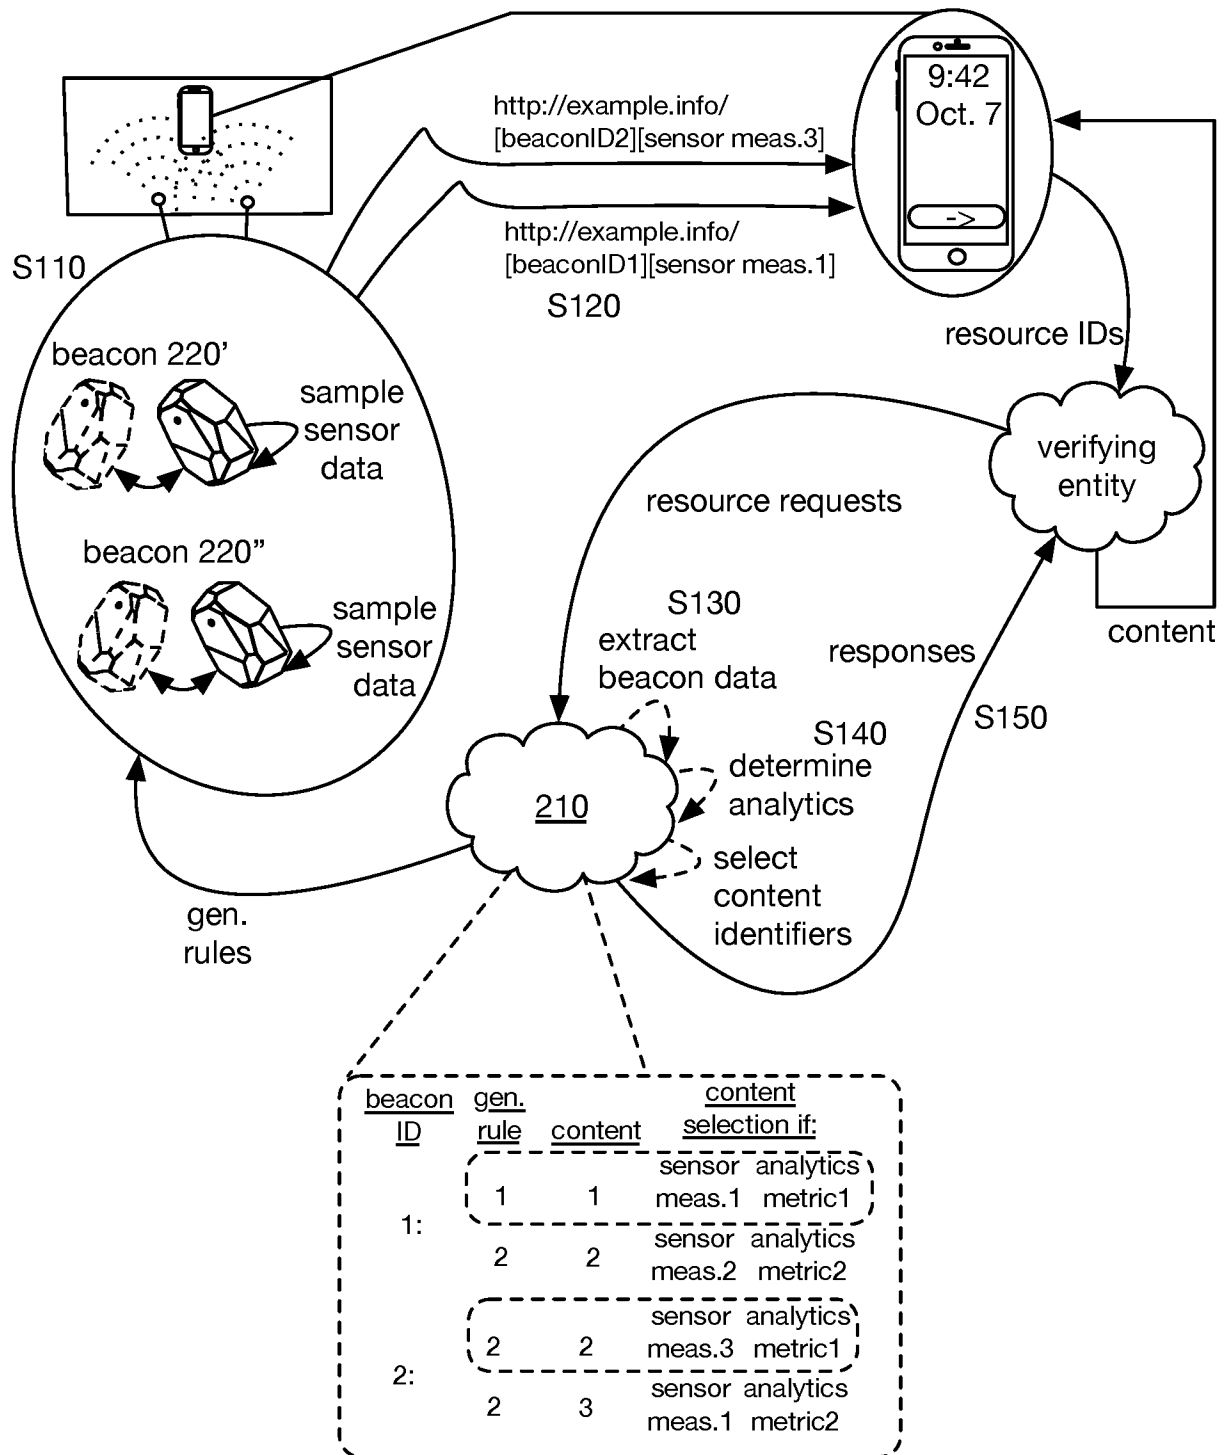 9:42
Oct. 7
->
http://example.info/
[beaconID2][sensor meas.3]
http://example.info/
[beaconID1][sensor meas.1]
S110
S120
resource IDs
beacon 220’
sample
sensor
data
verifying
entity
resource requests
beacon 220”
sample
sensor
data
S130
extract
beacon data
responses
content
S150
S140
determine
analytics
210
select
content
identifiers
gen.
rules
beacon gen. content
ID rule content selection if:
sensor analytics
1 1 meas.1 metric1
1:
sensor analytics
2 2 meas.2 metric2
sensor analytics
2 2 meas.3 metric1
2:
sensor analytics
2 3 meas.1 metric2